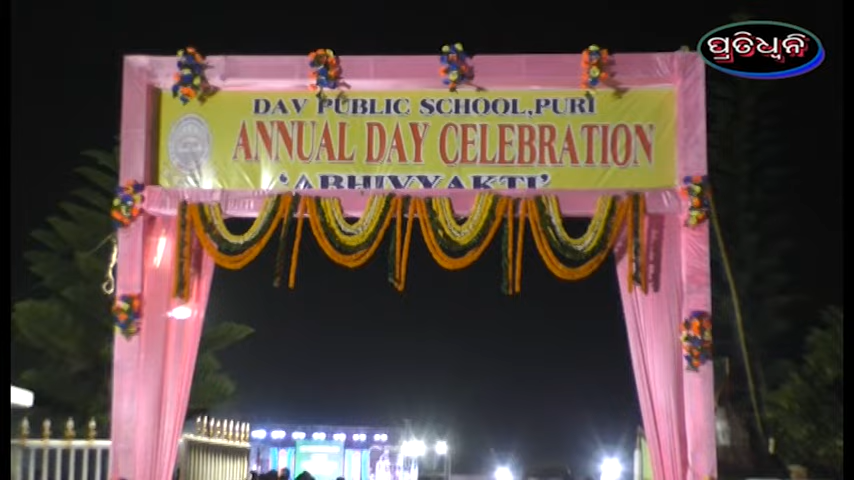 ପ୍ରତିଧ୍ୱନି
DAV PUBLIC SCHOOL,PURI
ANNUAL DAY CELEBRATION
'ABHIVYAKTI'